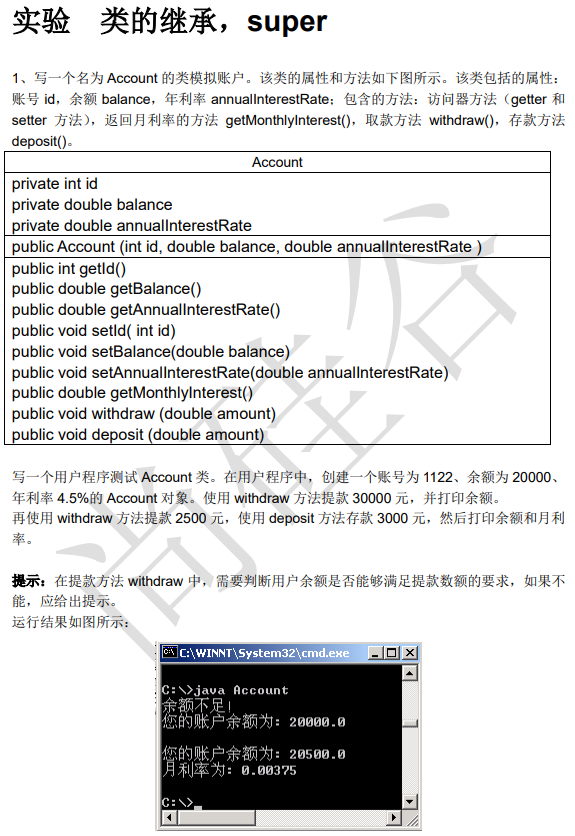 实验　类的继承，super
1、写一个名为 Account 的类模拟账户。该类的属性和方法如下图所示。该类包括的属性：
账号 id，余额 balance，年利率 annualInterestRate；包含的方法：访问器方法（getter 和
setter 方法），返回月利率的方法 getMonthlyInterest()，取款方法 withdraw()，存款方法
deposit()。
Account
private int id
private double balance
private double annualInterestRate
public Account (int id, double balance, double annualInterestRate )
public int getId()
public double getBalance()
public double getAnnualInterestRate()
public void setId( int id)
public void setBalance(double balance)
public void setAnnualInterestRate(double annualInterestRate)
public double getMonthlyInterest()
public void withdraw (double amount)
public void deposit (double amount)
写一个用户程序测试 Account 类。在用户程序中，创建一个账号为 1122、余额为 20000、
年利率 4.5%的 Account 对象。使用 withdraw 方法提款 30000 元，并打印余额。
再使用 withdraw 方法提款 2500 元，使用 deposit 方法存款 3000 元，然后打印余额和月利
率。
提示：在提款方法 withdraw 中，需要判断用户余额是否能够满足提款数额的要求，如果不
能，应给出提示。
运行结果如图所示：
C:\WINNT\System32\cmd.exe
C:\>java Account
余额不足!
您的账户余额为: 20000.0
您的账户余额为: 20500.0
月利率为: 0.00375
C:\>_
尚硅谷